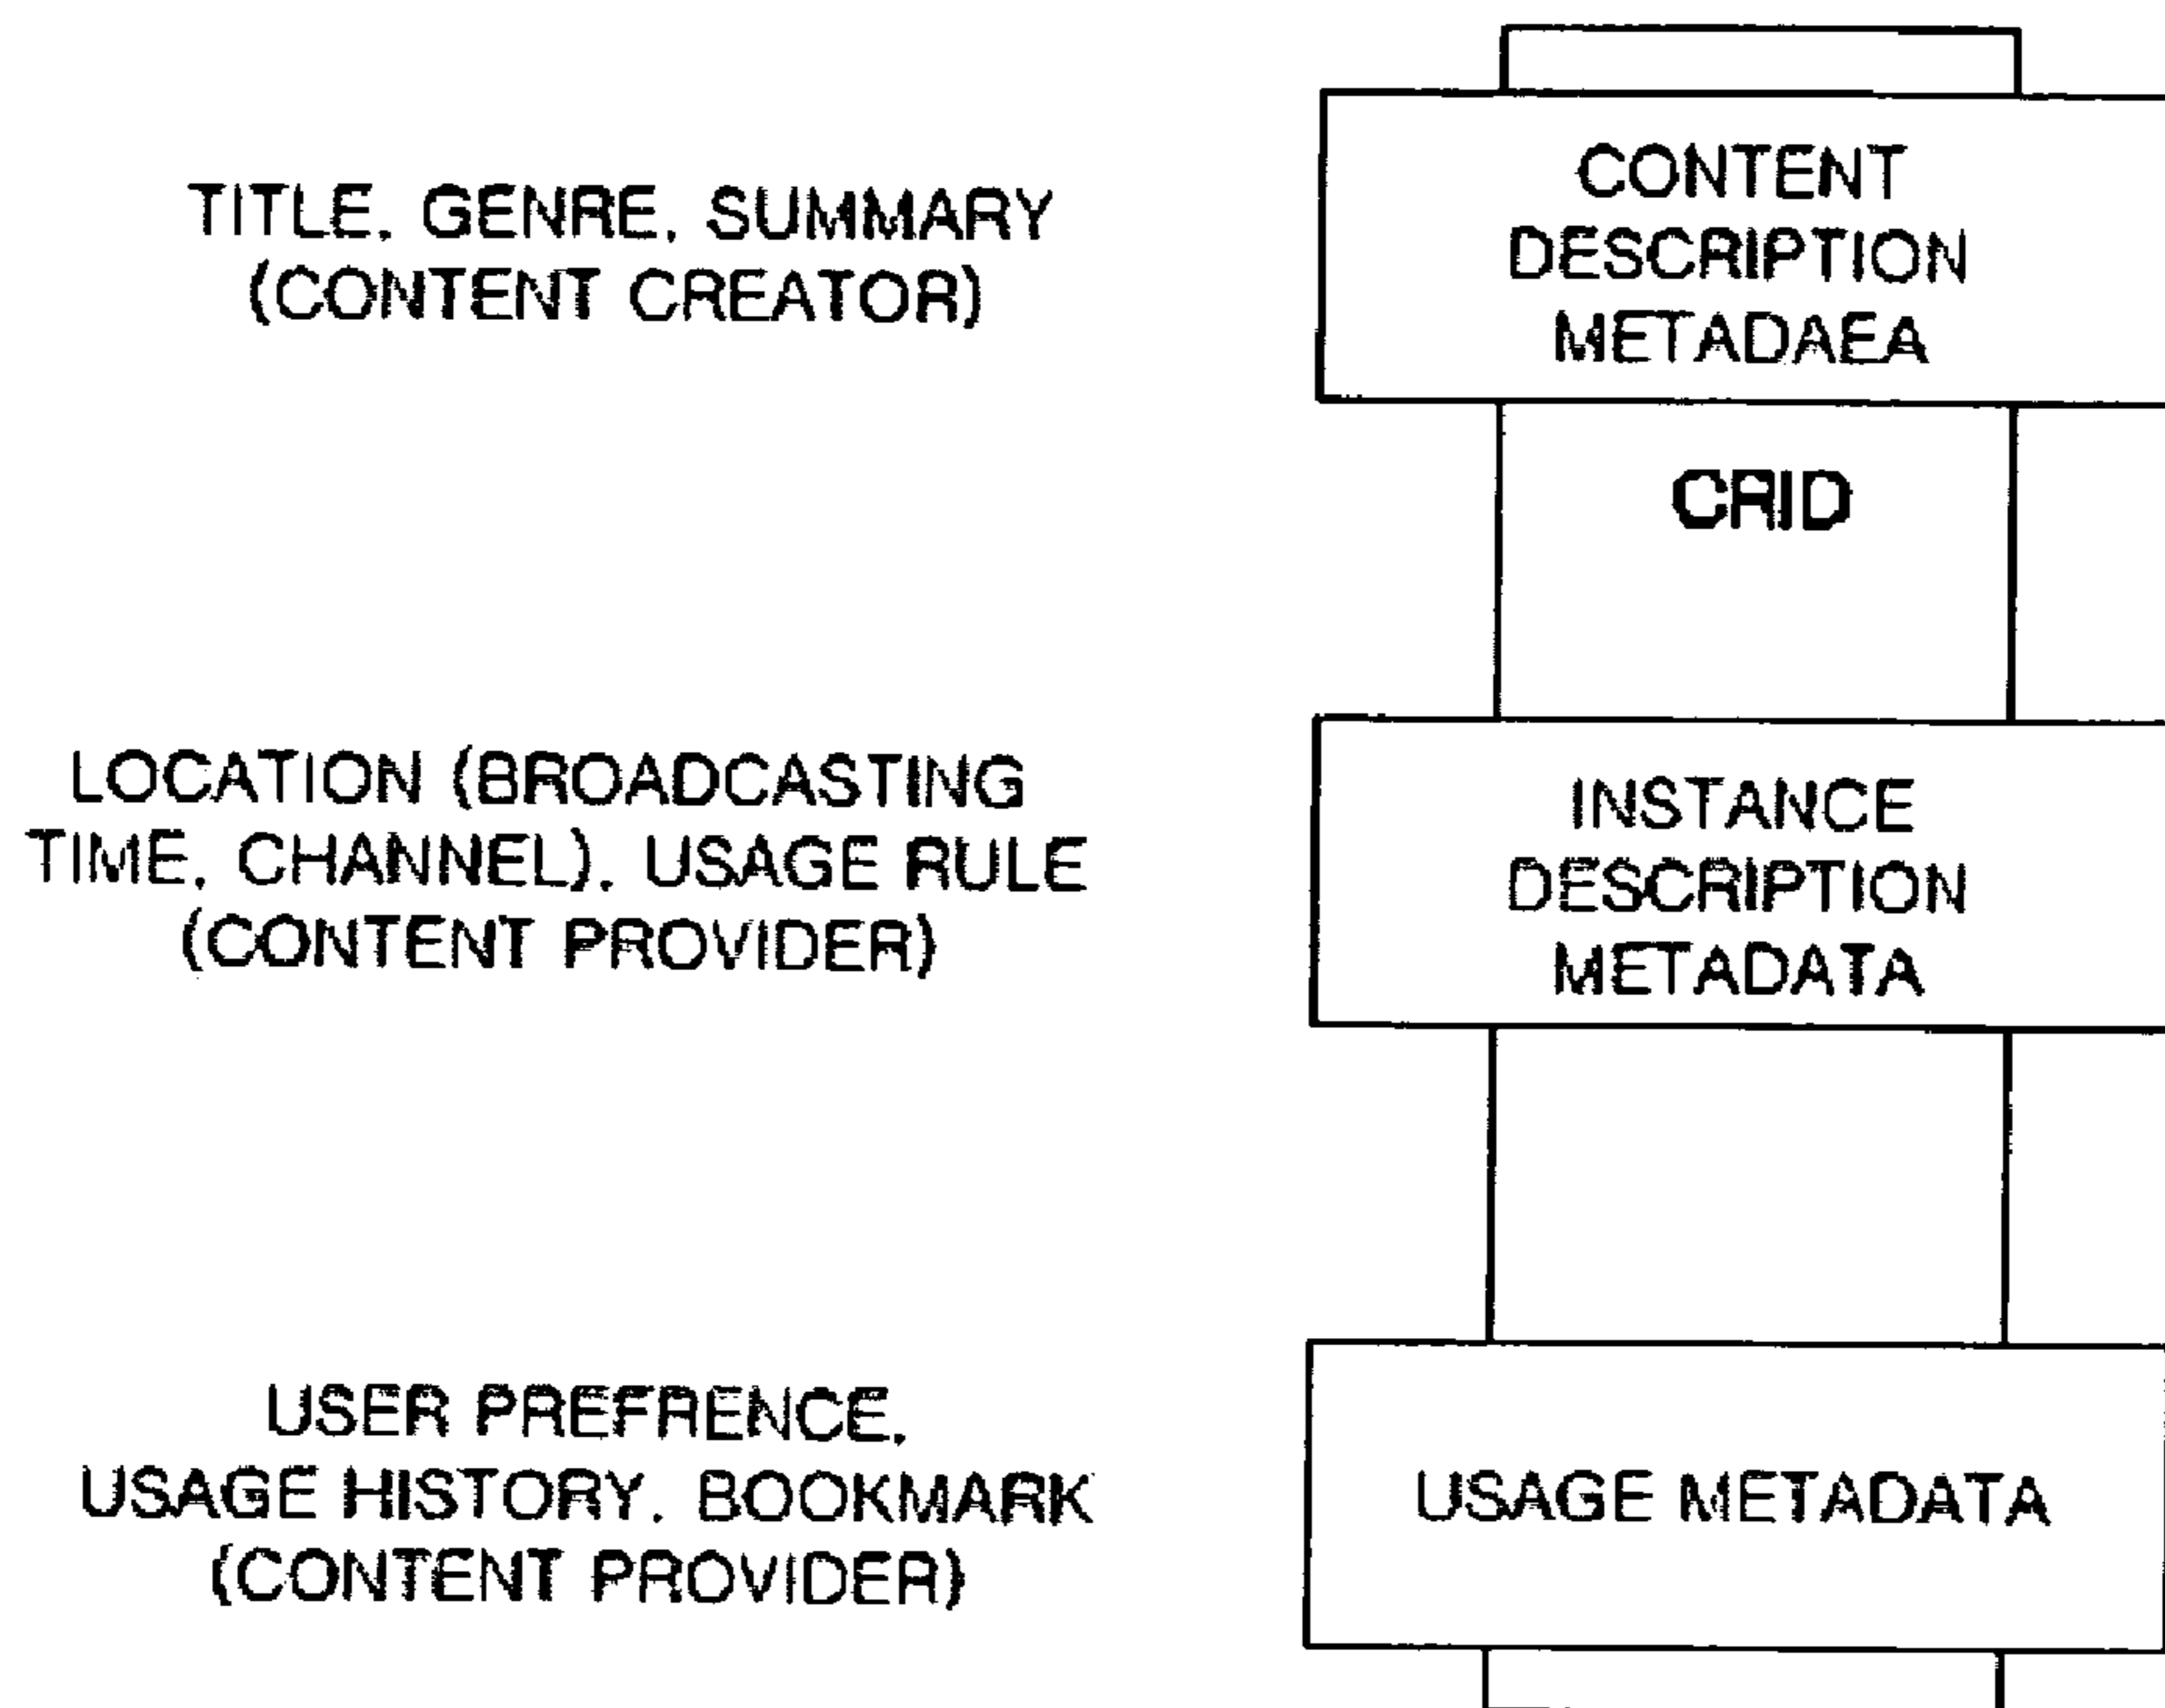 TITLE, GENRE, SUMMARY
(CONTENT CREATOR)
CONTENT
DESCRIPTION
METADAEA
CRID
LOCATION (BROADCASTING
TIME, CHANNEL), USAGE RULE
(CONTENT PROVIDER)
INSTANCE
DESCRIPTION
METADATA
USER PREFRENCE,
USAGE HISTORY, BOOKMARK
(CONTENT PROVIDER)
USAGE METADATA